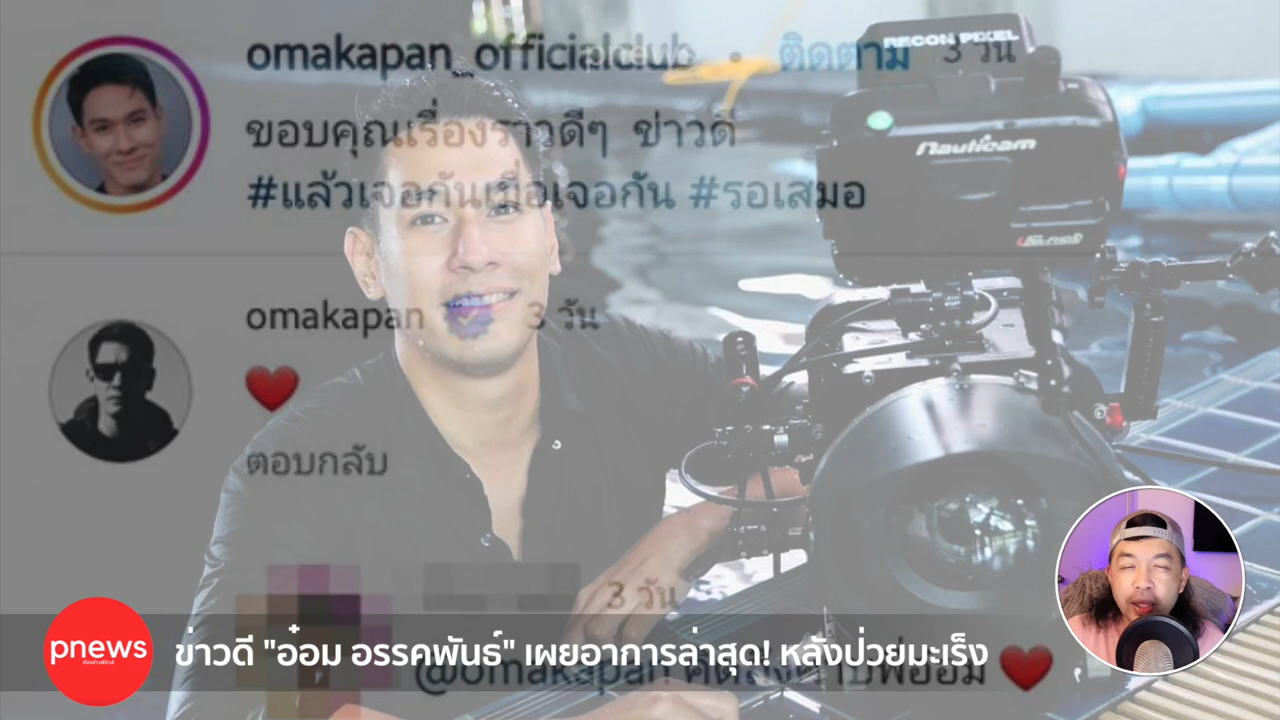 omakapan_officialclub • ติดตาม 3 วัน
ขอบคุณเรื่องราวดีๆ ข่าวดี
#แล้วเจอกันเมื่อเจอกัน #รอเสมอ
RECON PIXEL
Nauticam
omakapan 3 วัน
❤️
ตอบกลับ
3 วัน
@omakapan คิดถึง ❤️
pnews
ข่าวดี "อ๋อม อรรคพันธ์" เผยอาการล่าสุด! หลังป่วยมะเร็ง